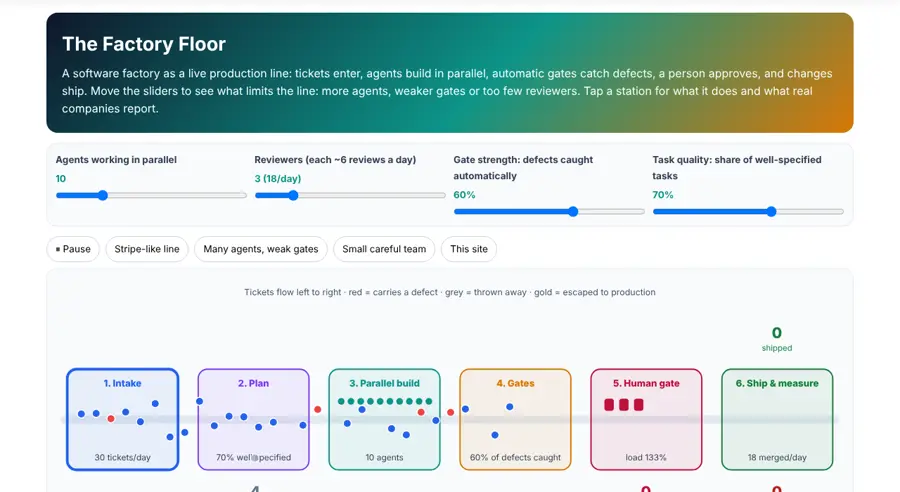 The Factory Floor
A software factory as a live production line: tickets enter, agents build in parallel, automatic gates catch defects, a person approves, and changes
ship. Move the sliders to see what limits the line: more agents, weaker gates or too few reviewers. Tap a station for what it does and what real
companies report.
Agents working in parallel
10
Reviewers (each ~6 reviews a day)
3 (18/day)
Gate strength: defects caught
automatically
60%
Task quality: share of well-specified
tasks
70%
Pause
Stripe-like line
Many agents, weak gates
Small careful team
This site
Tickets flow left to right · red = carries a defect · grey = thrown away · gold = escaped to production
0
shipped
1. Intake
2. Plan
3. Parallel build
4. Gates
5. Human gate
6. Ship & measure
30 tickets/day
70%
10 agents
60% of defects caught
load 133%
18 merged/day